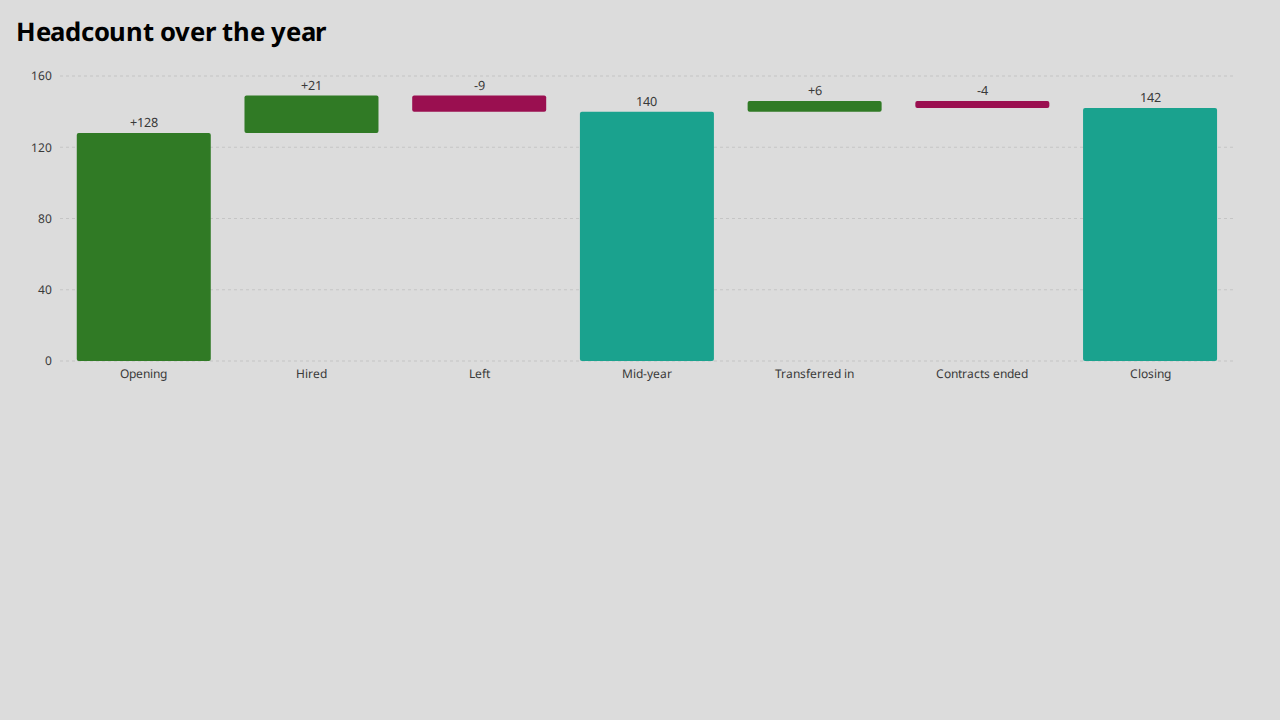 Headcount over the year
160
120
80
40
0
+128
+21
-9
140
+6
-4
142
Opening
Hired
Left
Mid-year
Transferred in
Contracts ended
Closing